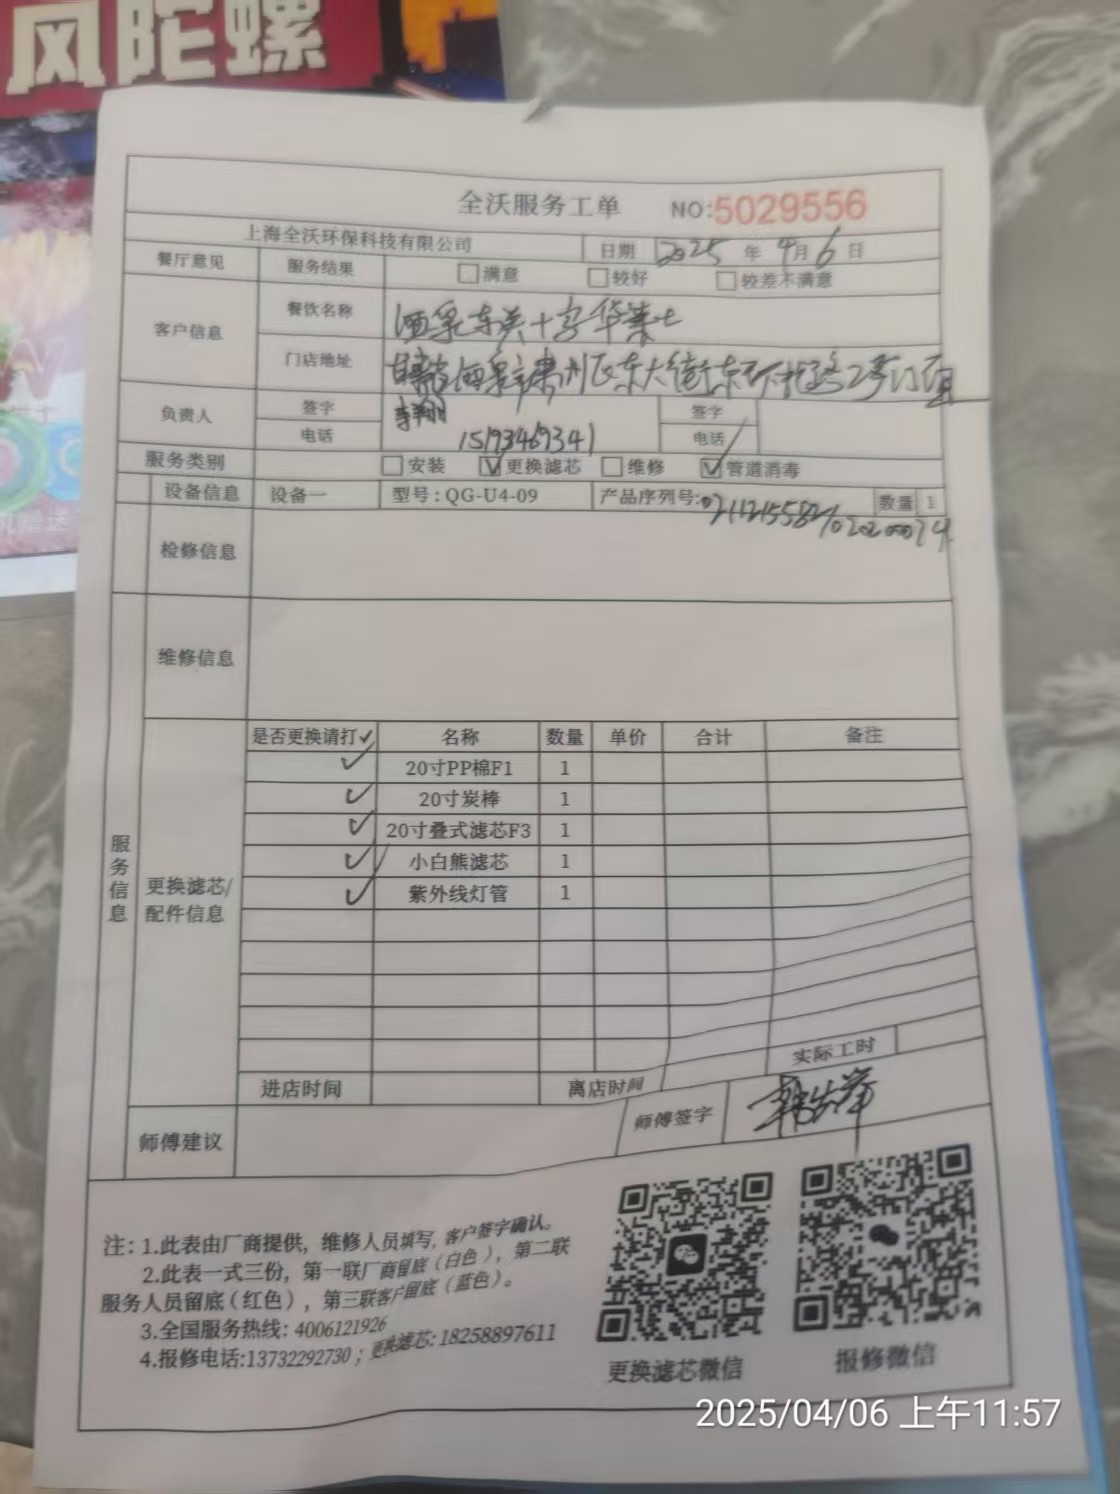 风陀螺
全沃服务工单 NO:5029556
上海全沃环保科技有限公司 日期 2025 年 4月 6 日
餐厅意见 服务结果 满意 较好 较差不满意
客户信息 餐饮名称 酒泉东关十字华莱士
门店地址 酒泉市肃州区东大街
负责人 签字 李翔 签字
电话 15193469341 电话
服务类别 安装 更换滤芯 维修 管道消毒
设备信息 设备一 型号:QG-U4-09 产品序列号: 数量 1
检修信息
维修信息
服务信息
更换滤芯/配件信息
是否更换请打✓ 名称 数量 单价 合计 备注
✓ 20寸PP棉F1 1
✓ 20寸炭棒 1
✓ 20寸叠式滤芯F3 1
✓ 小白熊滤芯 1
✓ 紫外线灯管 1
实际工时
进店时间 离店时间
师傅建议 师傅签字
注:1.此表由厂商提供,维修人员填写,客户签字确认。
2.此表一式三份,第一联厂商留底(白色),第二联
服务人员留底(红色),第三联客户留底(蓝色)。
3.全国服务热线:4006121926
4.报修电话:13732292730;更换滤芯:18258897611
更换滤芯微信 报修微信
2025/04/06 上午11:57